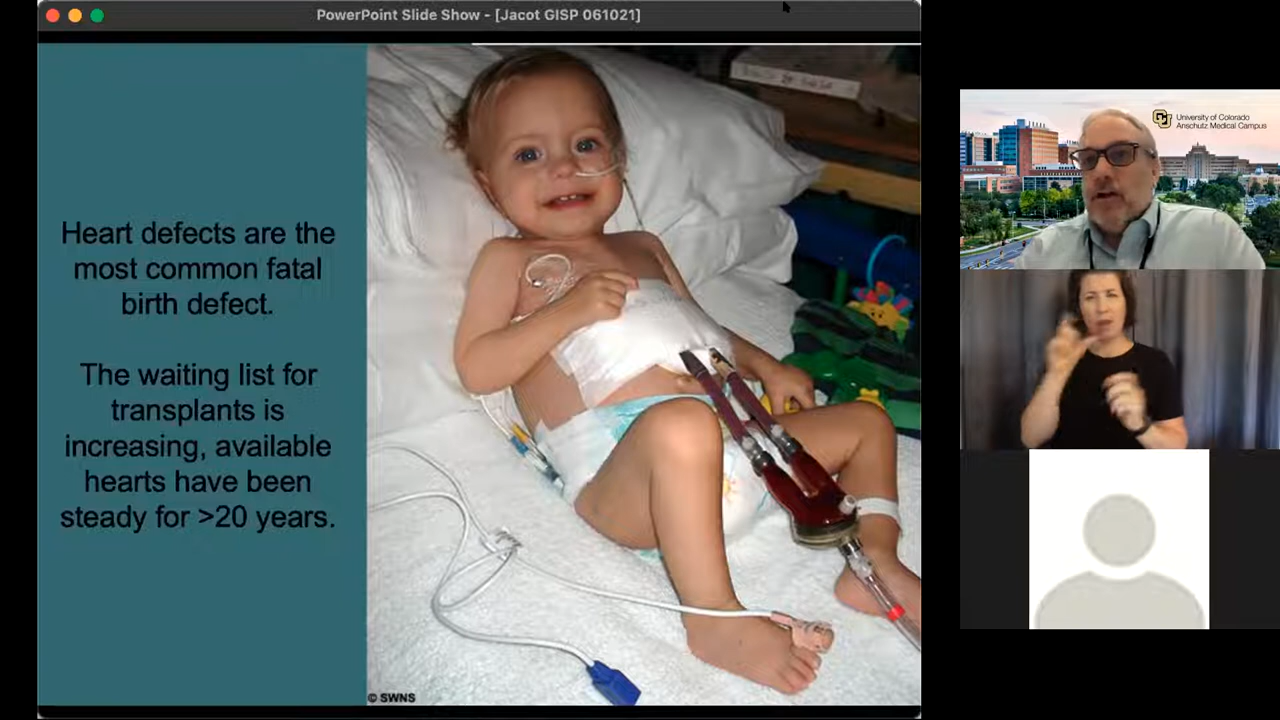 PowerPoint Slide Show - [Jacot GISP 061021]
Heart defects are the
most common fatal
birth defect.
The waiting list for
transplants is
increasing, available
hearts have been
steady for >20 years.
© SWNS
University of Colorado
Anschutz Medical Campus